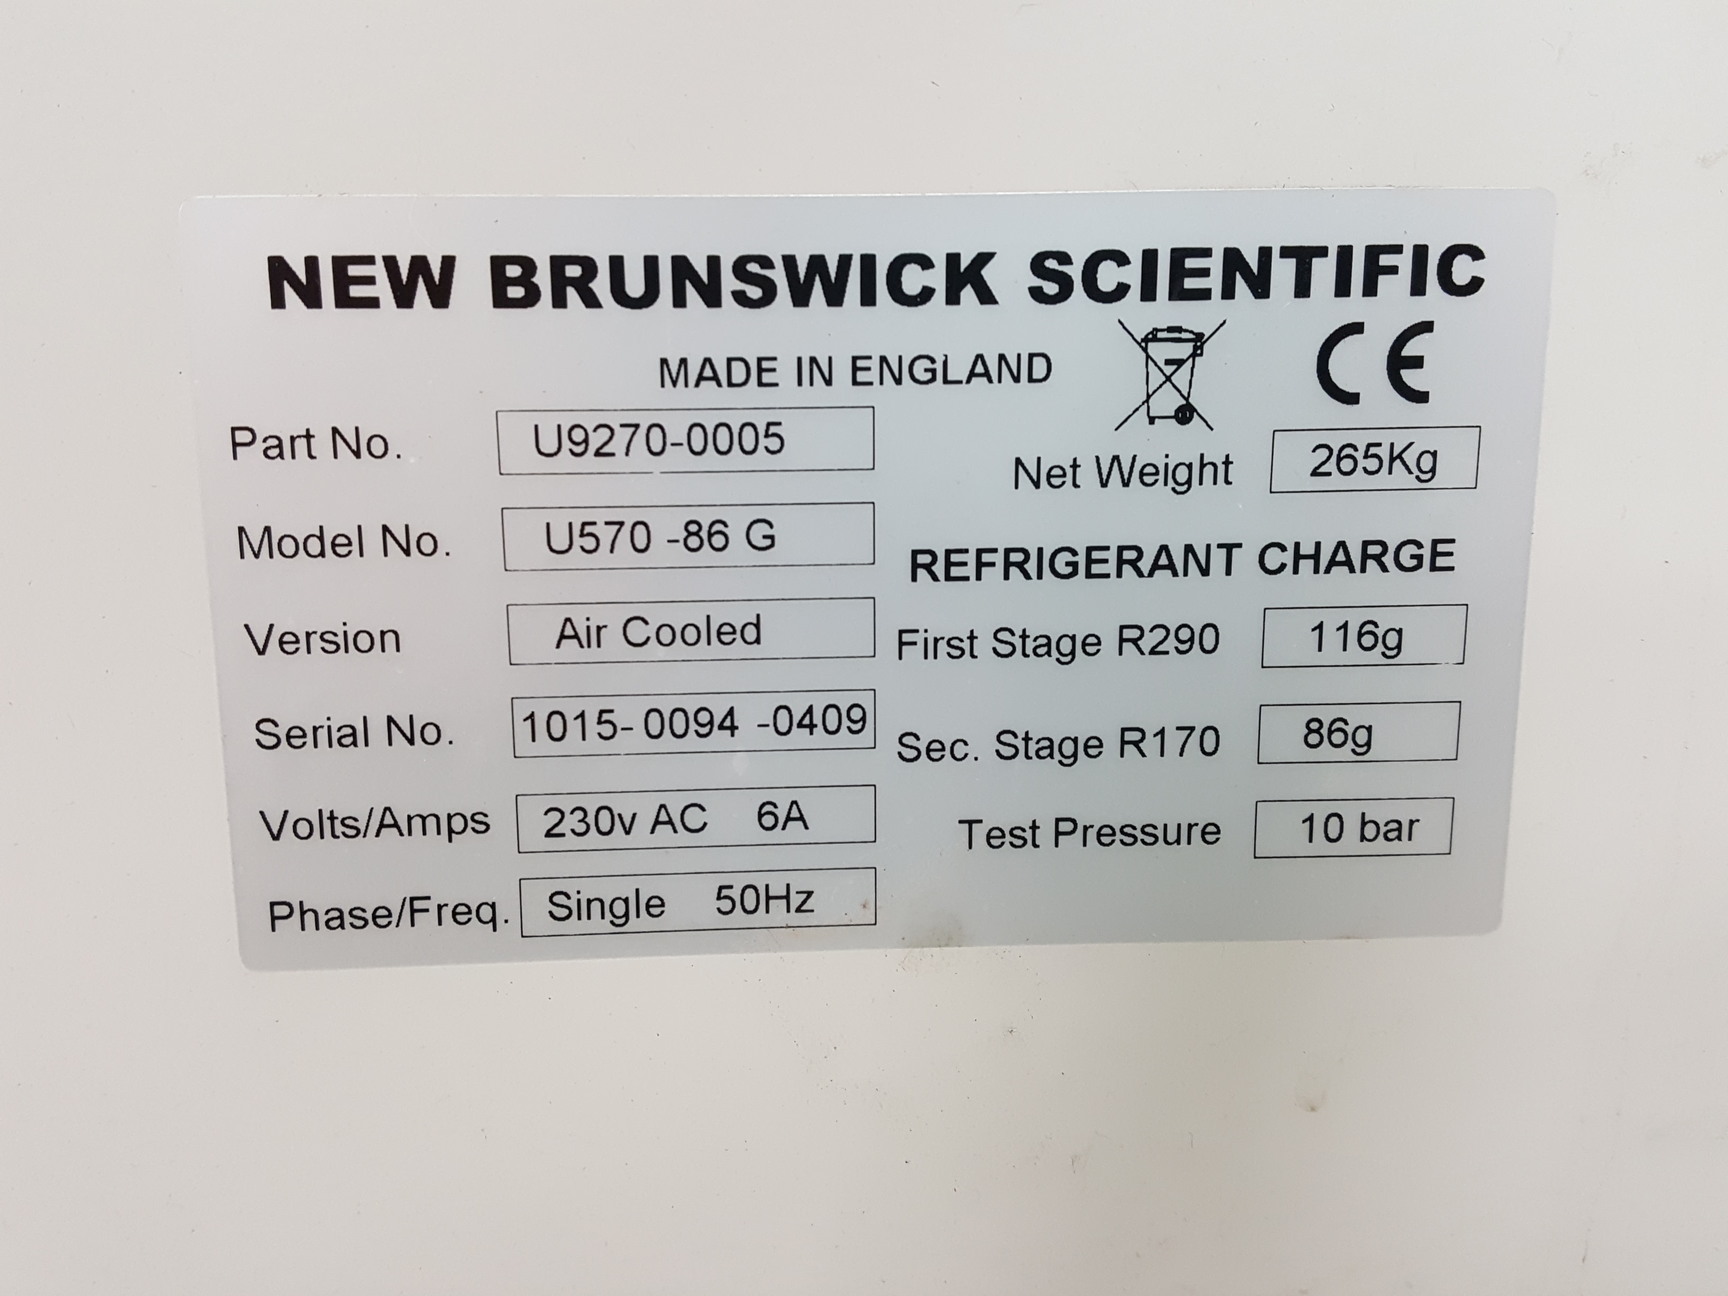 NEW BRUNSWICK SCIENTIFIC
MADE IN ENGLAND
CE
Part No. U9270-0005
Net Weight 265Kg
Model No. U570 -86 G
REFRIGERANT CHARGE
Version Air Cooled
First Stage R290 116g
Serial No. 1015-0094 -0409
Sec. Stage R170 86g
Volts/Amps 230v AC 6A
Test Pressure 10 bar
Phase/Freq. Single 50Hz